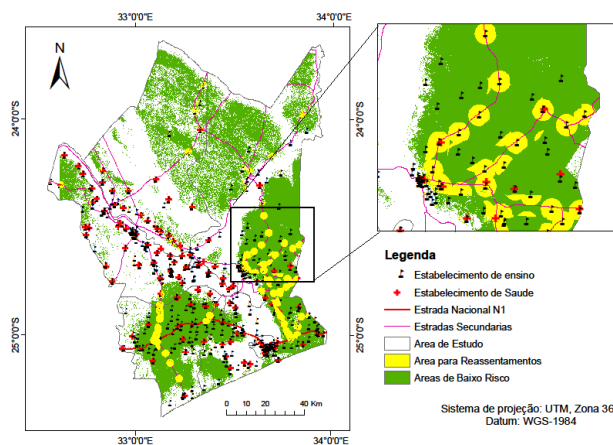 33°0'0"E 34°0'0"E
N
24°0'0"S 24°0'0"S
25°0'0"S 25°0'0"S
Legenda
Estabelecimento de ensino
Estabelecimento de Saude
Estrada Nacional N1
Estradas Secundarias
Area de Estudo
Area para Reassentamentos
Areas de Baixo Risco
0 20 40 Km
Sistema de projeção: UTM, Zona 36
Datum: WGS-1984
33°0'0"E 34°0'0"E